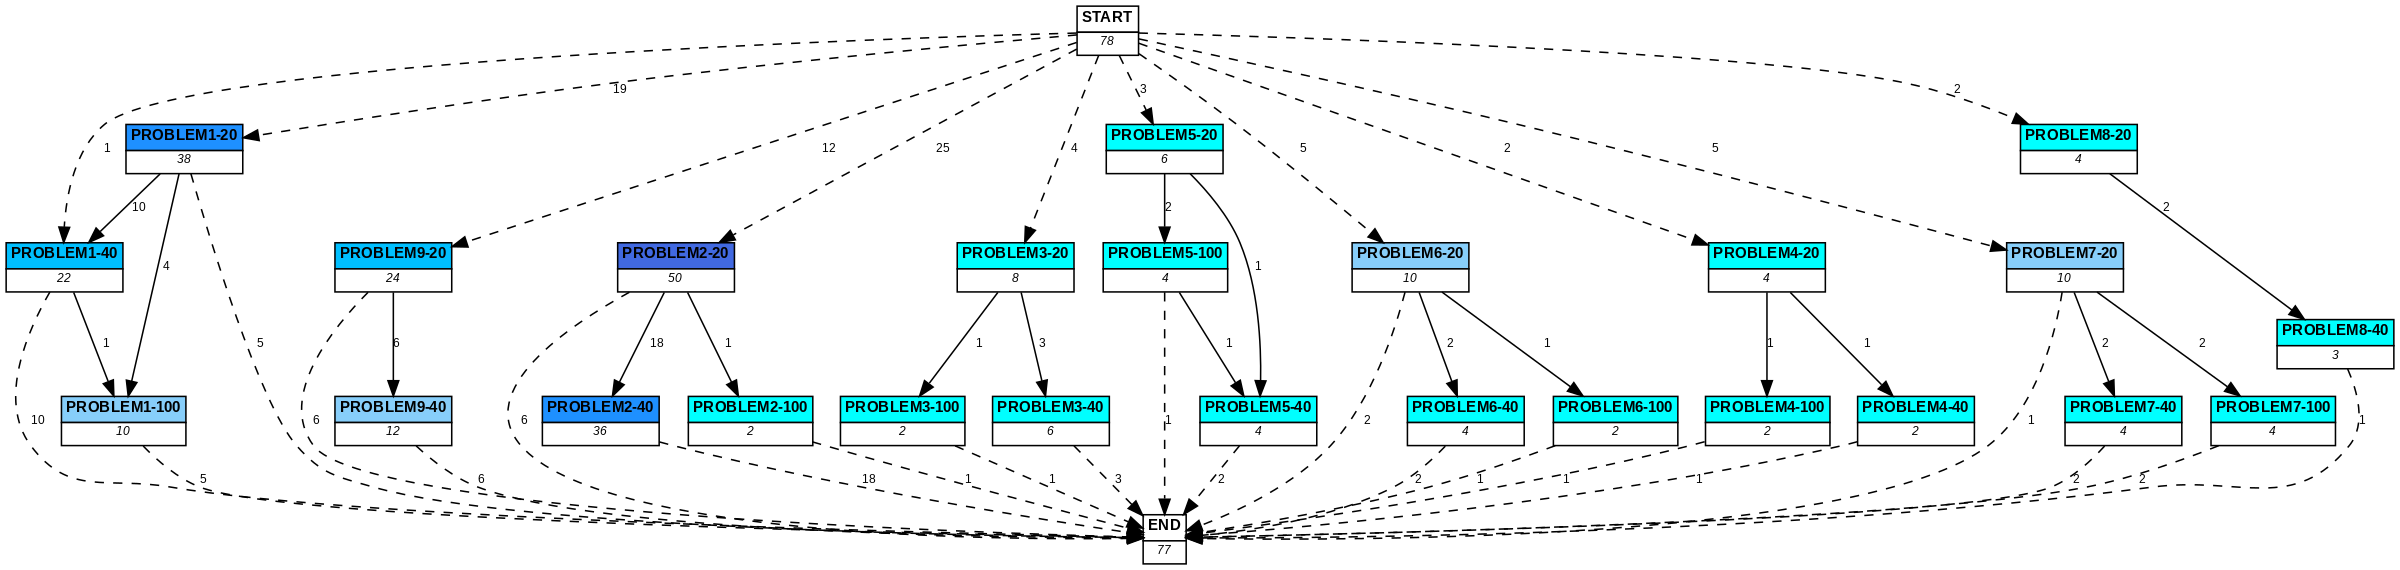 START
78
19
2
3
1
12
25
4
5
2
5
PROBLEM1-20
38
PROBLEM5-20
6
PROBLEM8-20
4
10
2
2
4
1
PROBLEM1-40
22
PROBLEM9-20
24
PROBLEM2-20
50
PROBLEM3-20
8
PROBLEM5-100
4
PROBLEM6-20
10
PROBLEM4-20
4
PROBLEM7-20
10
PROBLEM8-40
3
1
5
6
18
1
1
3
1
2
1
1
1
1
2
2
PROBLEM1-100
10
PROBLEM9-40
12
PROBLEM2-40
36
PROBLEM2-100
2
PROBLEM3-100
2
PROBLEM3-40
6
PROBLEM5-40
4
PROBLEM6-40
4
PROBLEM6-100
2
PROBLEM4-100
2
PROBLEM4-40
2
PROBLEM7-40
4
PROBLEM7-100
4
10
6
6
1
2
1
5
6
18
1
1
3
2
2
1
1
1
2
2
END
77